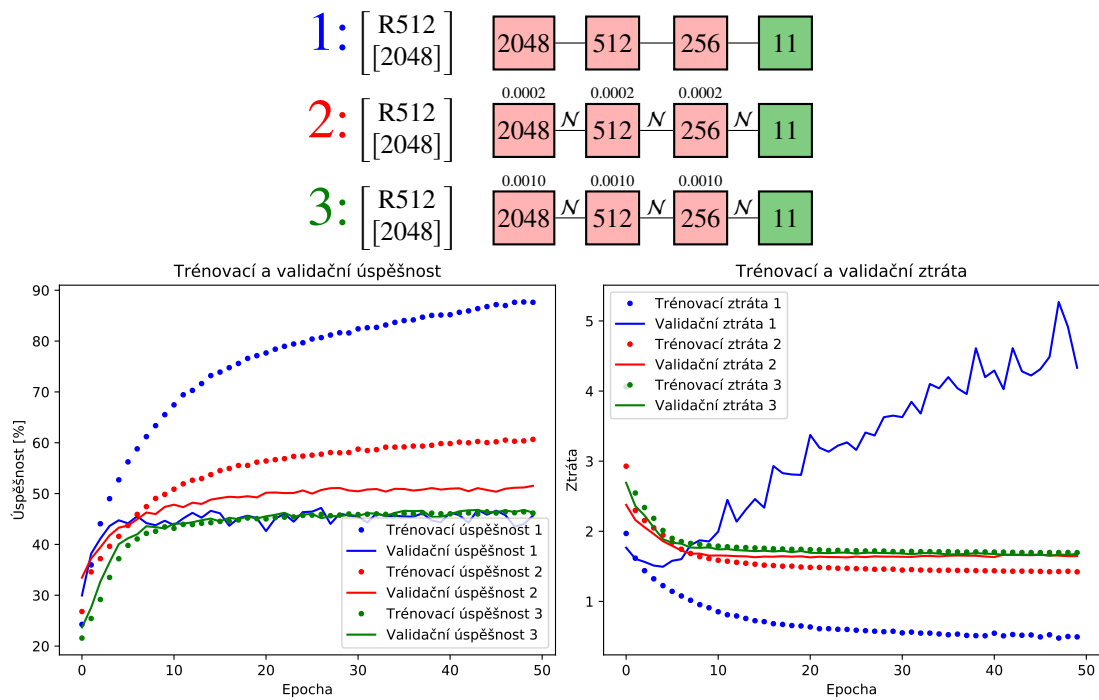 1: [R512 [2048]] 2048 512 256 11
0.0002 0.0002 0.0002
2: [R512 [2048]] 2048 N 512 N 256 N 11
0.0010 0.0010 0.0010
3: [R512 [2048]] 2048 N 512 N 256 N 11
Trénovací a validační úspěšnost
90
80
70
60
50
40
30
20
Úspěšnost [%]
0 10 20 30 40 50
Epocha
Trénovací úspěšnost 1
Validační úspěšnost 1
Trénovací úspěšnost 2
Validační úspěšnost 2
Trénovací úspěšnost 3
Validační úspěšnost 3
Trénovací a validační ztráta
5
4
3
2
1
Ztráta
0 10 20 30 40 50
Epocha
Trénovací ztráta 1
Validační ztráta 1
Trénovací ztráta 2
Validační ztráta 2
Trénovací ztráta 3
Validační ztráta 3